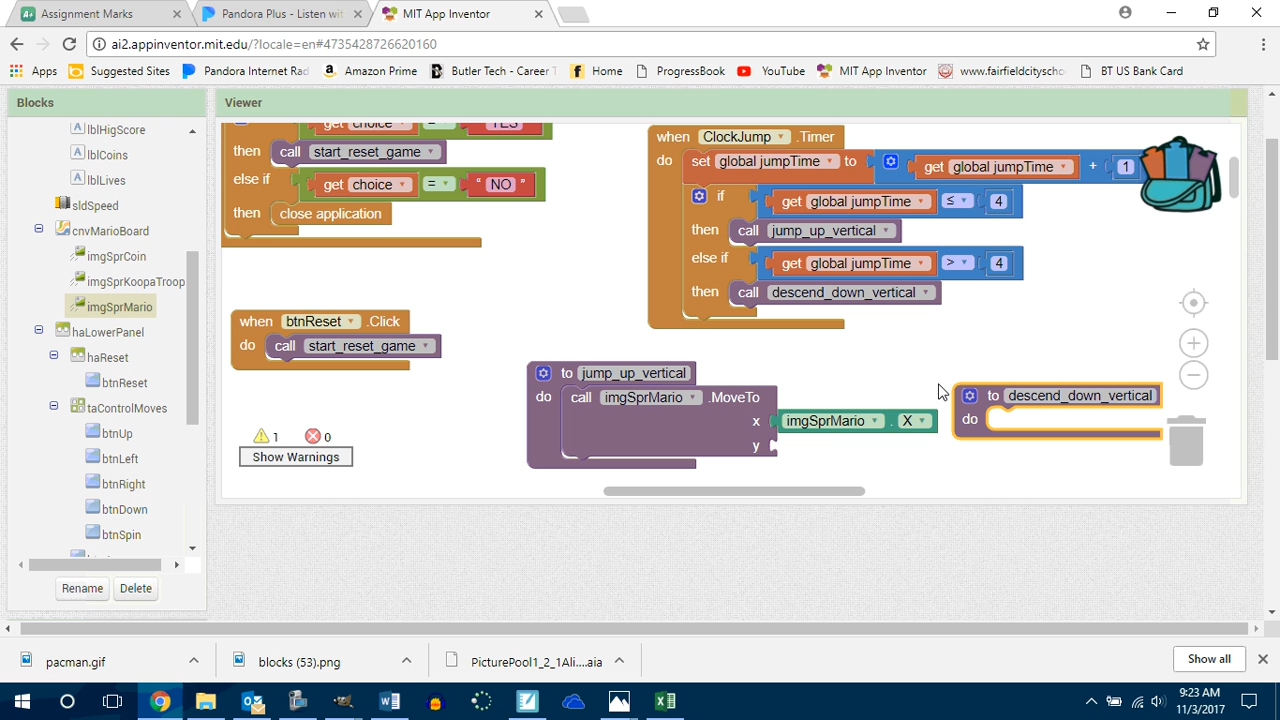 Assignment Marks
Pandora Plus - Listen wit
MIT App Inventor
ai2.appinventor.mit.edu/?locale=en#4735428726620160
Apps
Suggested Sites
Pandora Internet Rad
Amazon Prime
Butler Tech - Career T
Home
ProgressBook
YouTube
MIT App Inventor
www.fairfieldcityscho
BT US Bank Card
Blocks
Viewer
lblHighScore
lblCoins
lblLives
sldSpeed
cnvMarioBoard
imgSprCoin
imgSprKoopaTroop
imgSprMario
haLowerPanel
haReset
btnReset
taControlMoves
btnUp
btnLeft
btnRight
btnDown
btnSpin
Rename
Delete
get choice = " YES "
then call start_reset_game
else if get choice = " NO "
then close application
when btnReset .Click
do call start_reset_game
1 0
Show Warnings
when ClockJump .Timer
do set global jumpTime to get global jumpTime + 1
if get global jumpTime ≤ 4
then call jump_up_vertical
else if get global jumpTime > 4
then call descend_down_vertical
to jump_up_vertical
do call imgSprMario .MoveTo
x imgSprMario . X
y
to descend_down_vertical
do
pacman.gif
blocks (53).png
PicturePool1_2_1Ali....aia
Show all
9:23 AM
11/3/2017